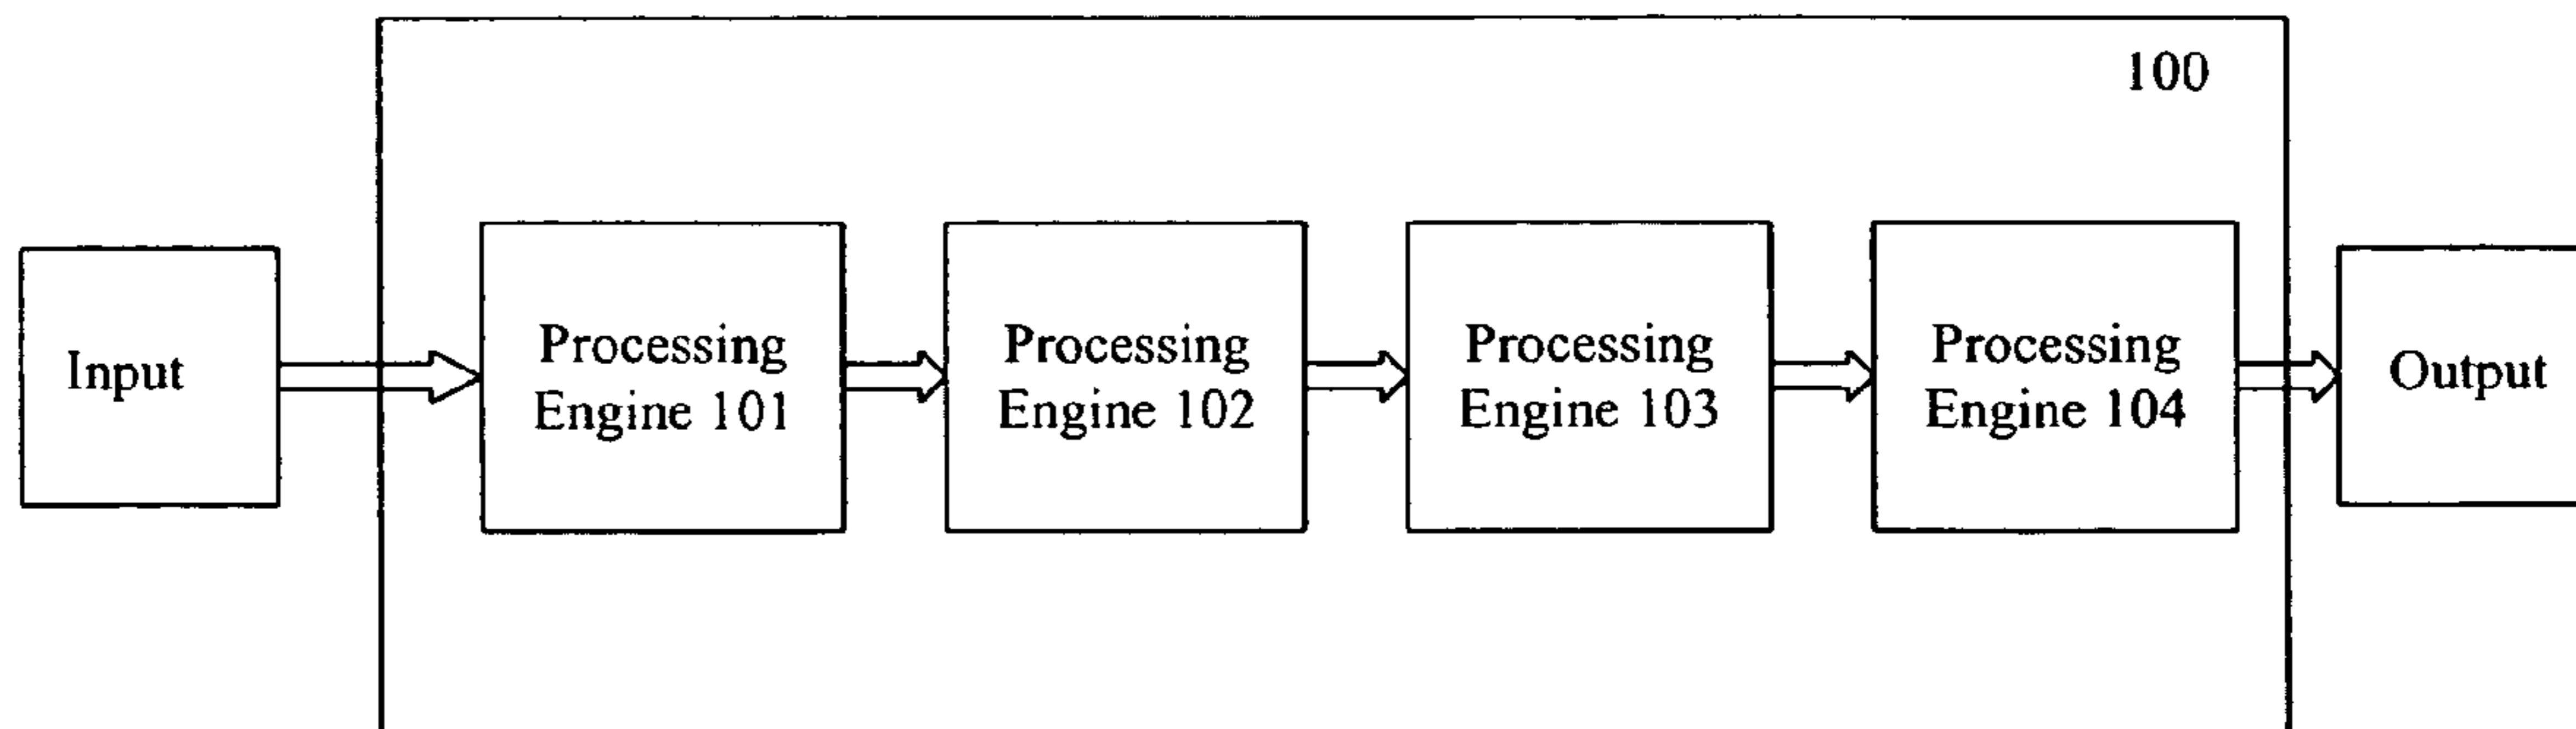 100
Input
Processing
Engine 101
Processing
Engine 102
Processing
Engine 103
Processing
Engine 104
Output